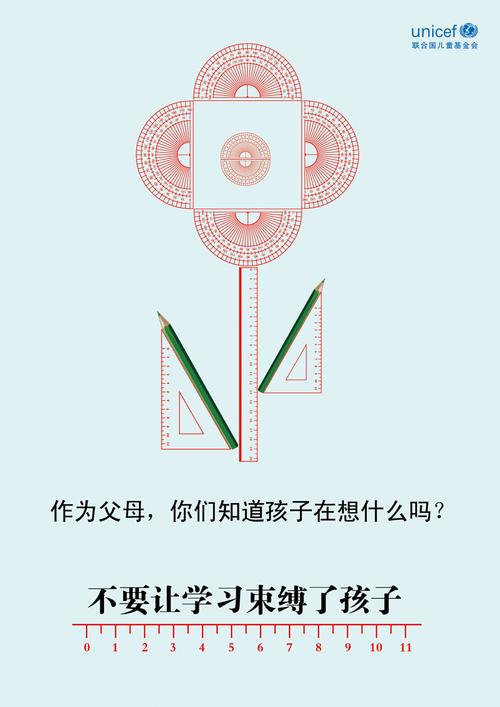 unicef
联合国儿童基金会
作为父母，你们知道孩子在想什么吗？
不要让学习束缚了孩子
0 1 2 3 4 5 6 7 8 9 10 11